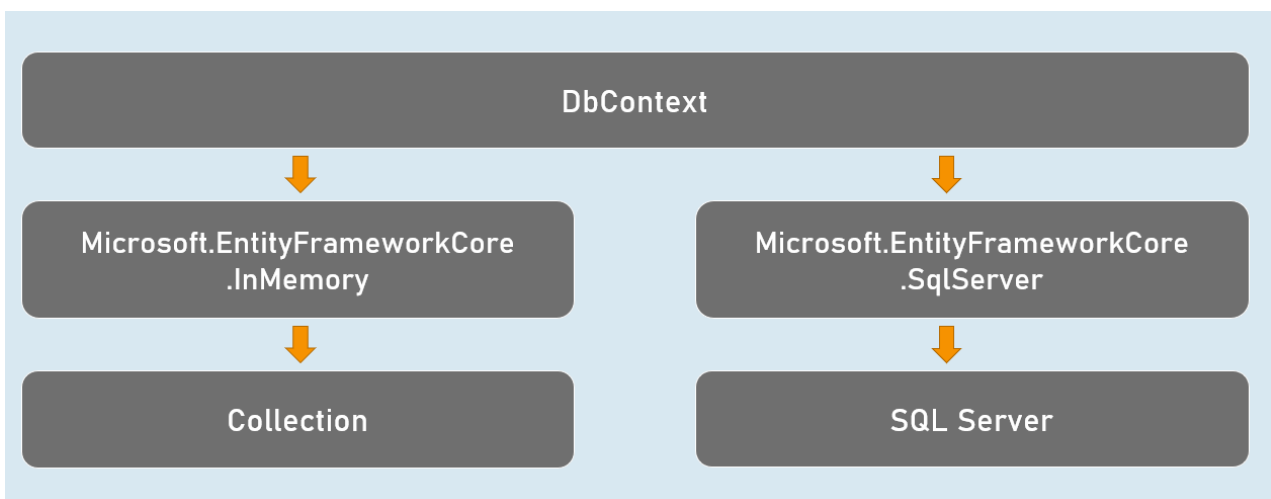 DbContext
Microsoft.EntityFrameworkCore
.InMemory
Microsoft.EntityFrameworkCore
.SqlServer
Collection
SQL Server